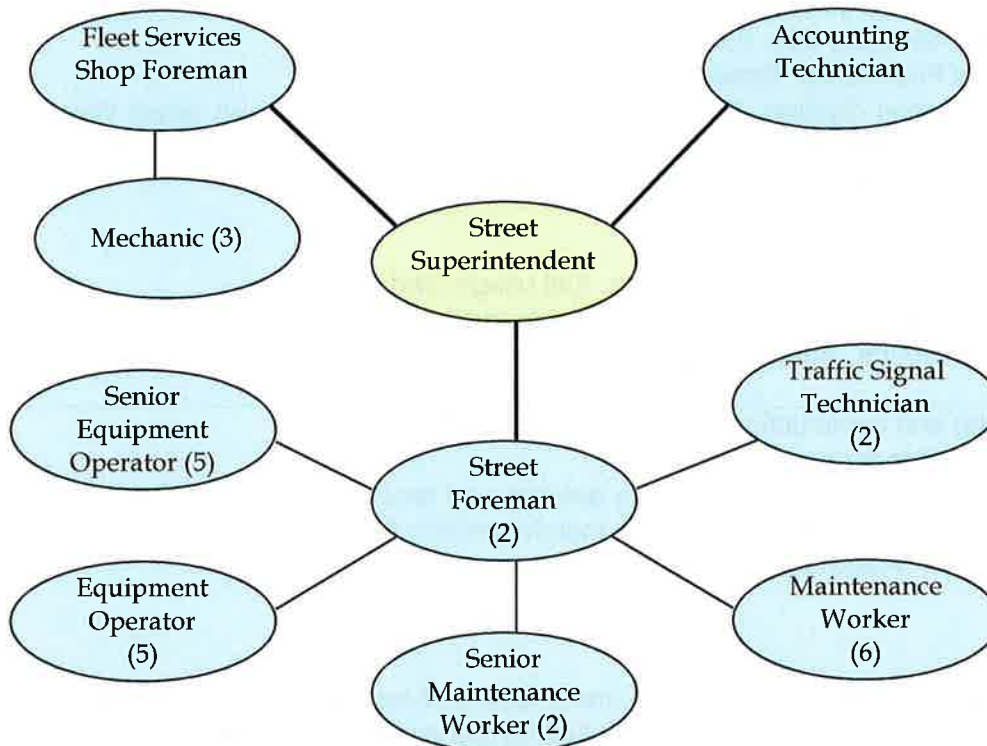 Fleet Services
Shop Foreman
Accounting
Technician
Mechanic (3)
Street
Superintendent
Senior
Equipment
Operator (5)
Traffic Signal
Technician
(2)
Street
Foreman
(2)
Equipment
Operator
(5)
Maintenance
Worker
(6)
Senior
Maintenance
Worker (2)